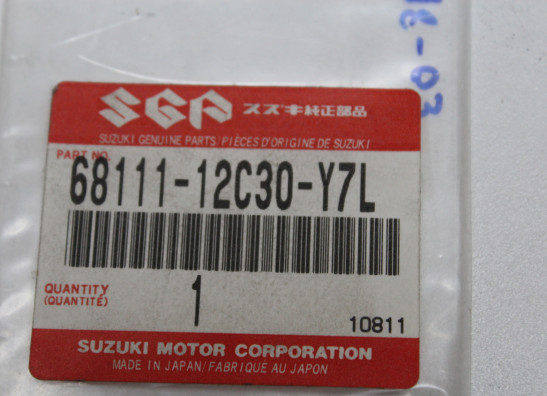 SGP スズキ純正部品
SUZUKI GENUINE PARTS/PIÈCES D'ORIGINE DE SUZUKI
PART NO.
68111-12C30-Y7L
QUANTITY
(QUANTITÉ)
1
10811
SUZUKI MOTOR CORPORATION
MADE IN JAPAN/FABRIQUÉ AU JAPON